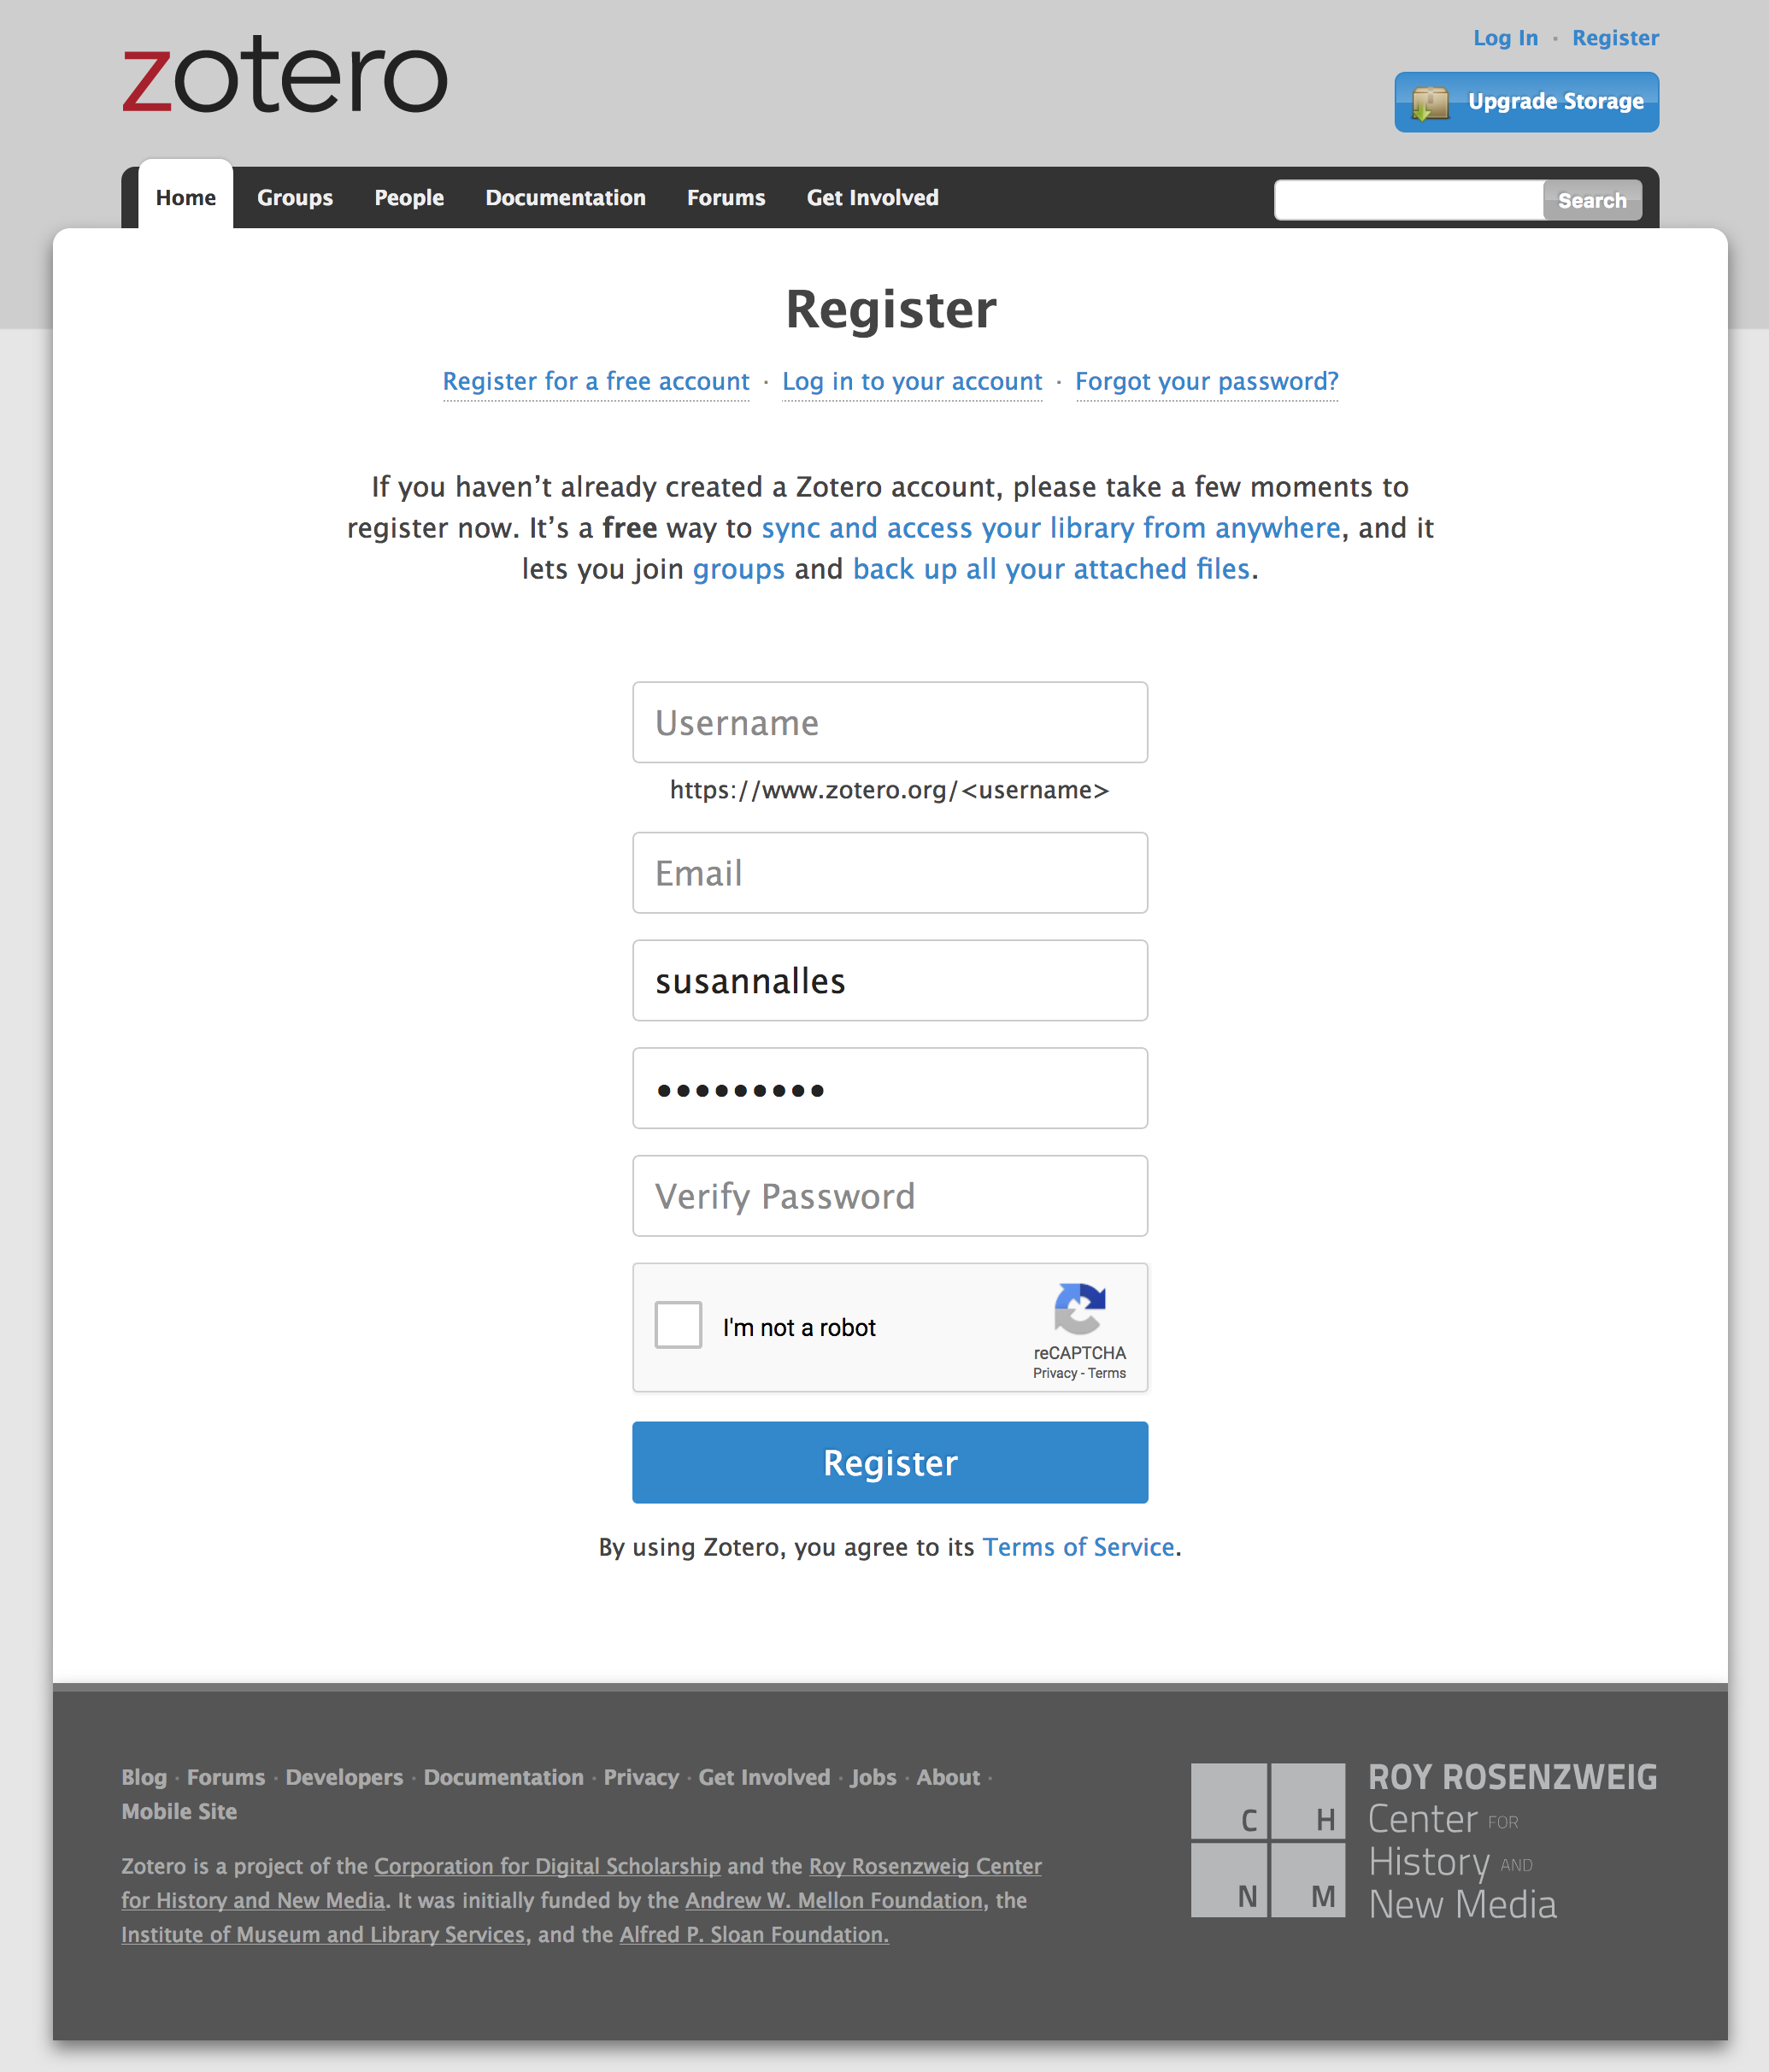 zotero
Log In · Register
Upgrade Storage
Home Groups People Documentation Forums Get Involved Search
Register
Register for a free account · Log in to your account · Forgot your password?
If you haven’t already created a Zotero account, please take a few moments to
register now. It’s a free way to sync and access your library from anywhere, and it
lets you join groups and back up all your attached files.
Username
https://www.zotero.org/<username>
Email
susannalles
•••••••••
Verify Password
I'm not a robot
reCAPTCHA
Privacy - Terms
Register
By using Zotero, you agree to its Terms of Service.
Blog · Forums · Developers · Documentation · Privacy · Get Involved · Jobs · About ·
Mobile Site
Zotero is a project of the Corporation for Digital Scholarship and the Roy Rosenzweig Center
for History and New Media. It was initially funded by the Andrew W. Mellon Foundation, the
Institute of Museum and Library Services, and the Alfred P. Sloan Foundation.
C H
N M
ROY ROSENZWEIG
Center FOR
History AND
New Media